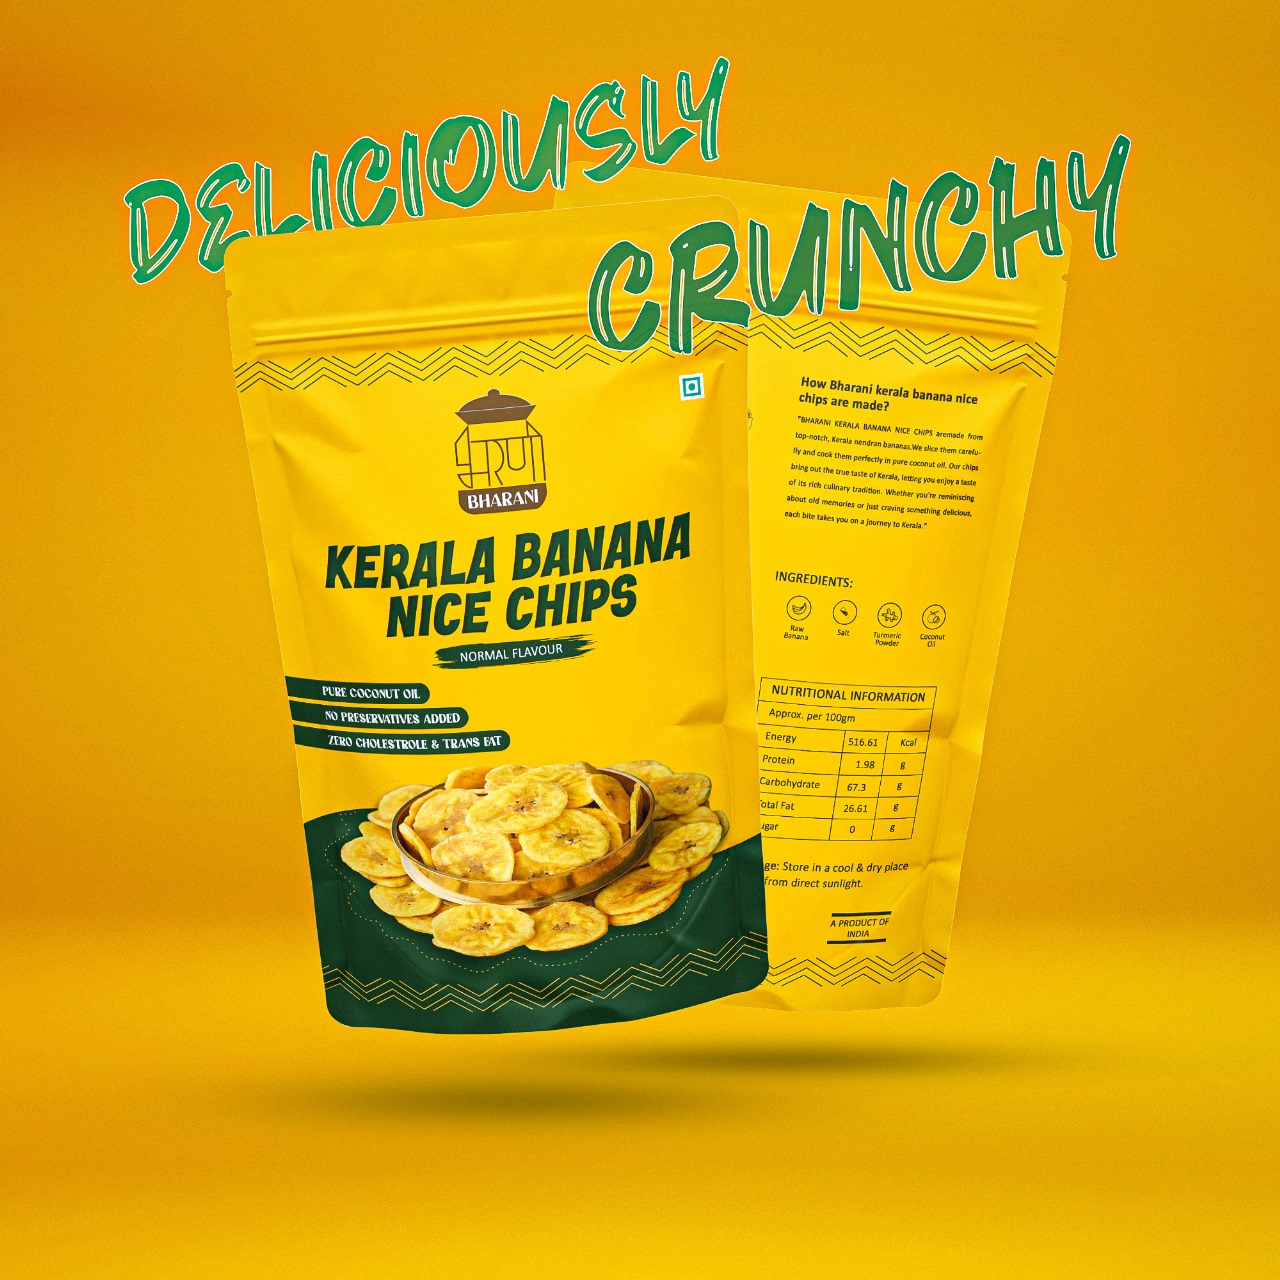 DELICIOUSLY
CRUNCHY
BHARANI
KERALA BANANA
NICE CHIPS
NORMAL FLAVOUR
PURE COCONUT OIL
NO PRESERVATIVES ADDED
ZERO CHOLESTROLE & TRANS FAT
How Bharani kerala banana nice
chips are made?
"BHARANI KERALA BANANA NICE CHIPS aremade from
top-notch, Kerala nendran bananas.We slice them carefu-
lly and cook them perfectly in pure coconut oil. Our chips
bring out the true taste of Kerala, letting you enjoy a taste
of its rich culinary tradition. Whether you're reminiscing
about old memories or just craving something delicious,
each bite takes you on a journey to Kerala."
INGREDIENTS:
Raw Banana
Salt
Turmeric Powder
Coconut Oil
NUTRITIONAL INFORMATION
Approx. per 100gm
Energy 516.61 Kcal
Protein 1.98 g
Carbohydrate 67.3 g
otal Fat 26.61 g
ugar 0 g
ge: Store in a cool & dry place
from direct sunlight.
A PRODUCT OF
INDIA